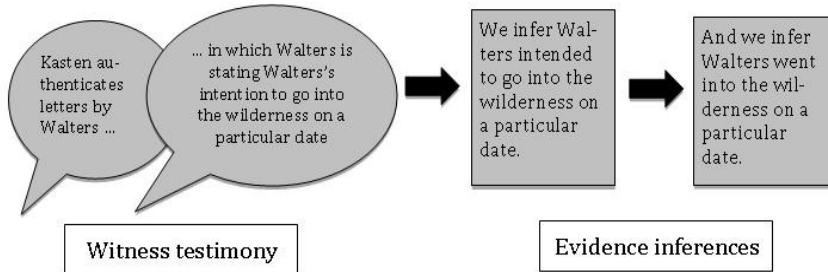 Kasten au-
thenticates
letters by
Walters ...
... in which Walters is
stating Walters's
intention to go into
the wilderness on a
particular date
We infer Wal-
ters intended
to go into the
wilderness on
a particular
date.
And we infer
Walters went
into the wil-
derness on a
particular
date.
Witness testimony
Evidence inferences